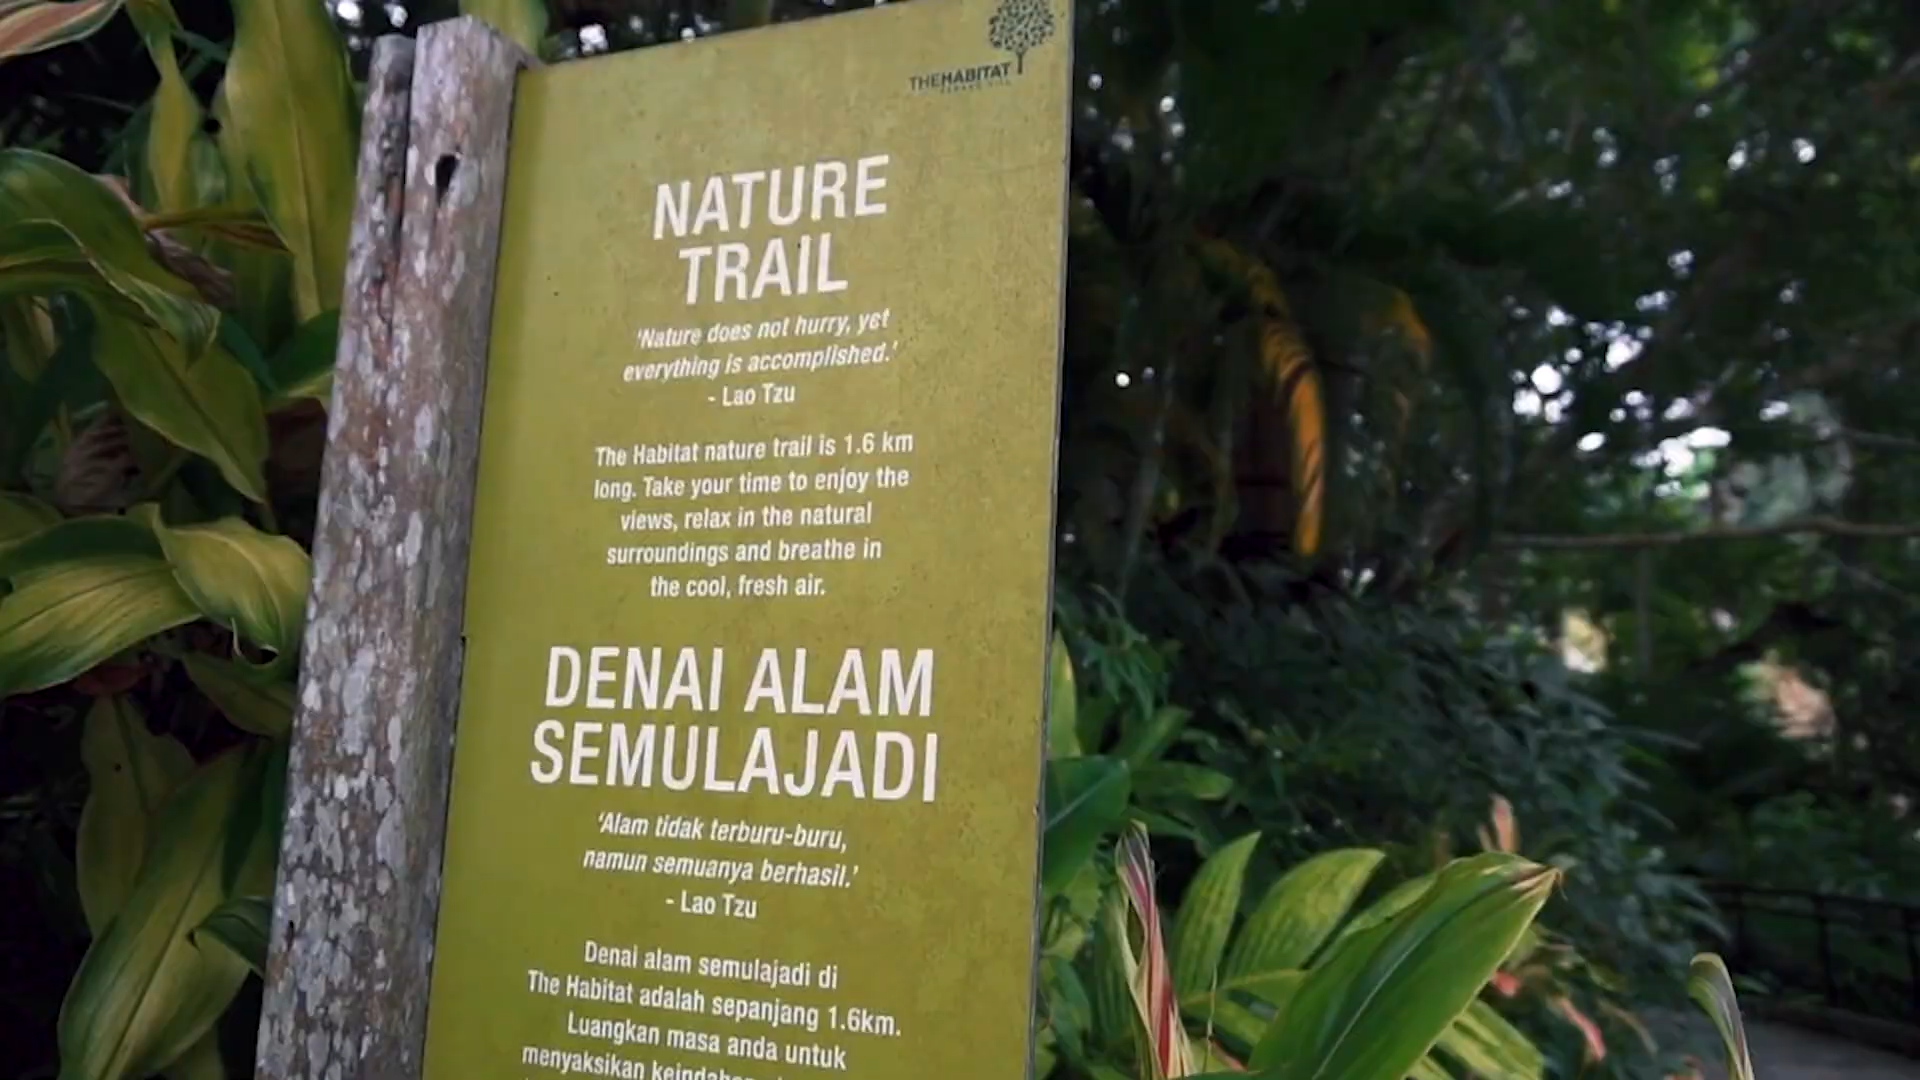 THEHABITAT
NATURE
TRAIL
'Nature does not hurry, yet
everything is accomplished.'
- Lao Tzu
The Habitat nature trail is 1.6 km
long. Take your time to enjoy the
views, relax in the natural
surroundings and breathe in
the cool, fresh air.
DENAI ALAM
SEMULAJADI
'Alam tidak terburu-buru,
namun semuanya berhasil.'
- Lao Tzu
Denai alam semulajadi di
The Habitat adalah sepanjang 1.6km.
Luangkan masa anda untuk
menyaksikan